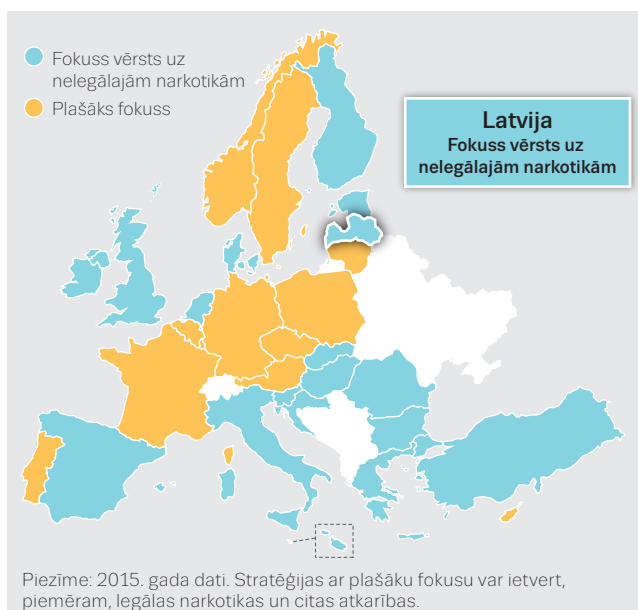 Fokuss vērsts uz
nelegālajām narkotikām
Plašāks fokuss
Latvija
Fokuss vērsts uz
nelegālajām narkotikām
Piezīme: 2015. gada dati. Stratēģijas ar plašāku fokusu var ietvert,
piemēram, legālas narkotikas un citas atkarības.